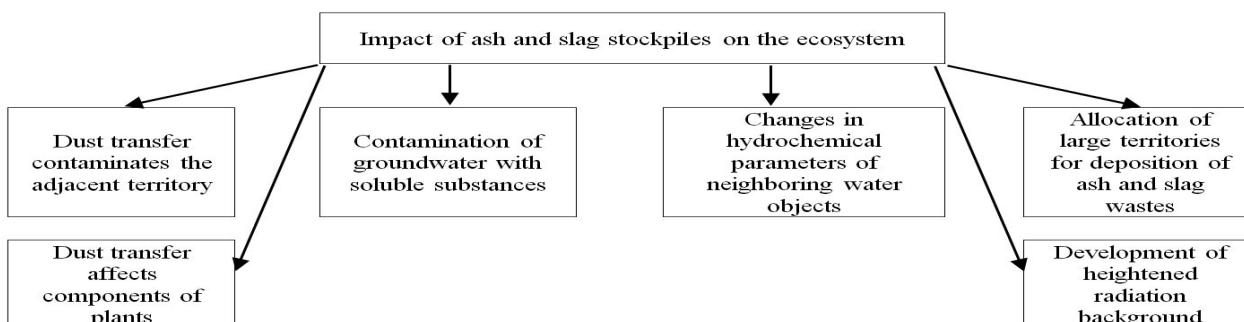 Impact of ash and slag stockpiles on the ecosystem
Dust transfer
contaminates the
adjacent territory
Contamination of
groundwater with
soluble substances
Changes in
hydrochemical
parameters of
neighboring water
objects
Allocation of
large territories
for deposition of
ash and slag
wastes
Dust transfer
affects
components of
plants
Development of
heightened
radiation
background